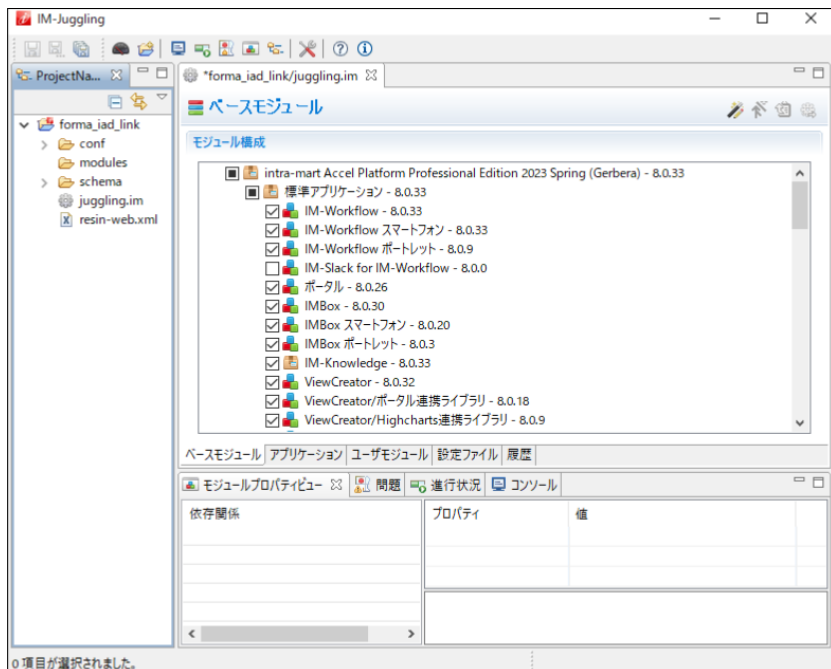 IM-Juggling
ProjectNa...
*forma_iad_link/juggling.im
forma_iad_link
conf
modules
schema
juggling.im
resin-web.xml
ベースモジュール
モジュール構成
intra-mart Accel Platform Professional Edition 2023 Spring (Gerbera) - 8.0.33
標準アプリケーション - 8.0.33
IM-Workflow - 8.0.33
IM-Workflow スマートフォン - 8.0.33
IM-Workflow ポートレット - 8.0.9
IM-Slack for IM-Workflow - 8.0.0
ポータル - 8.0.26
IMBox - 8.0.30
IMBox スマートフォン - 8.0.20
IMBox ポートレット - 8.0.3
IM-Knowledge - 8.0.33
ViewCreator - 8.0.32
ViewCreator/ポータル連携ライブラリ - 8.0.18
ViewCreator/Highcharts連携ライブラリ - 8.0.9
ベースモジュール アプリケーション ユーザモジュール 設定ファイル 履歴
モジュールプロパティビュー 問題 進行状況 コンソール
依存関係 プロパティ 値
0 項目が選択されました。